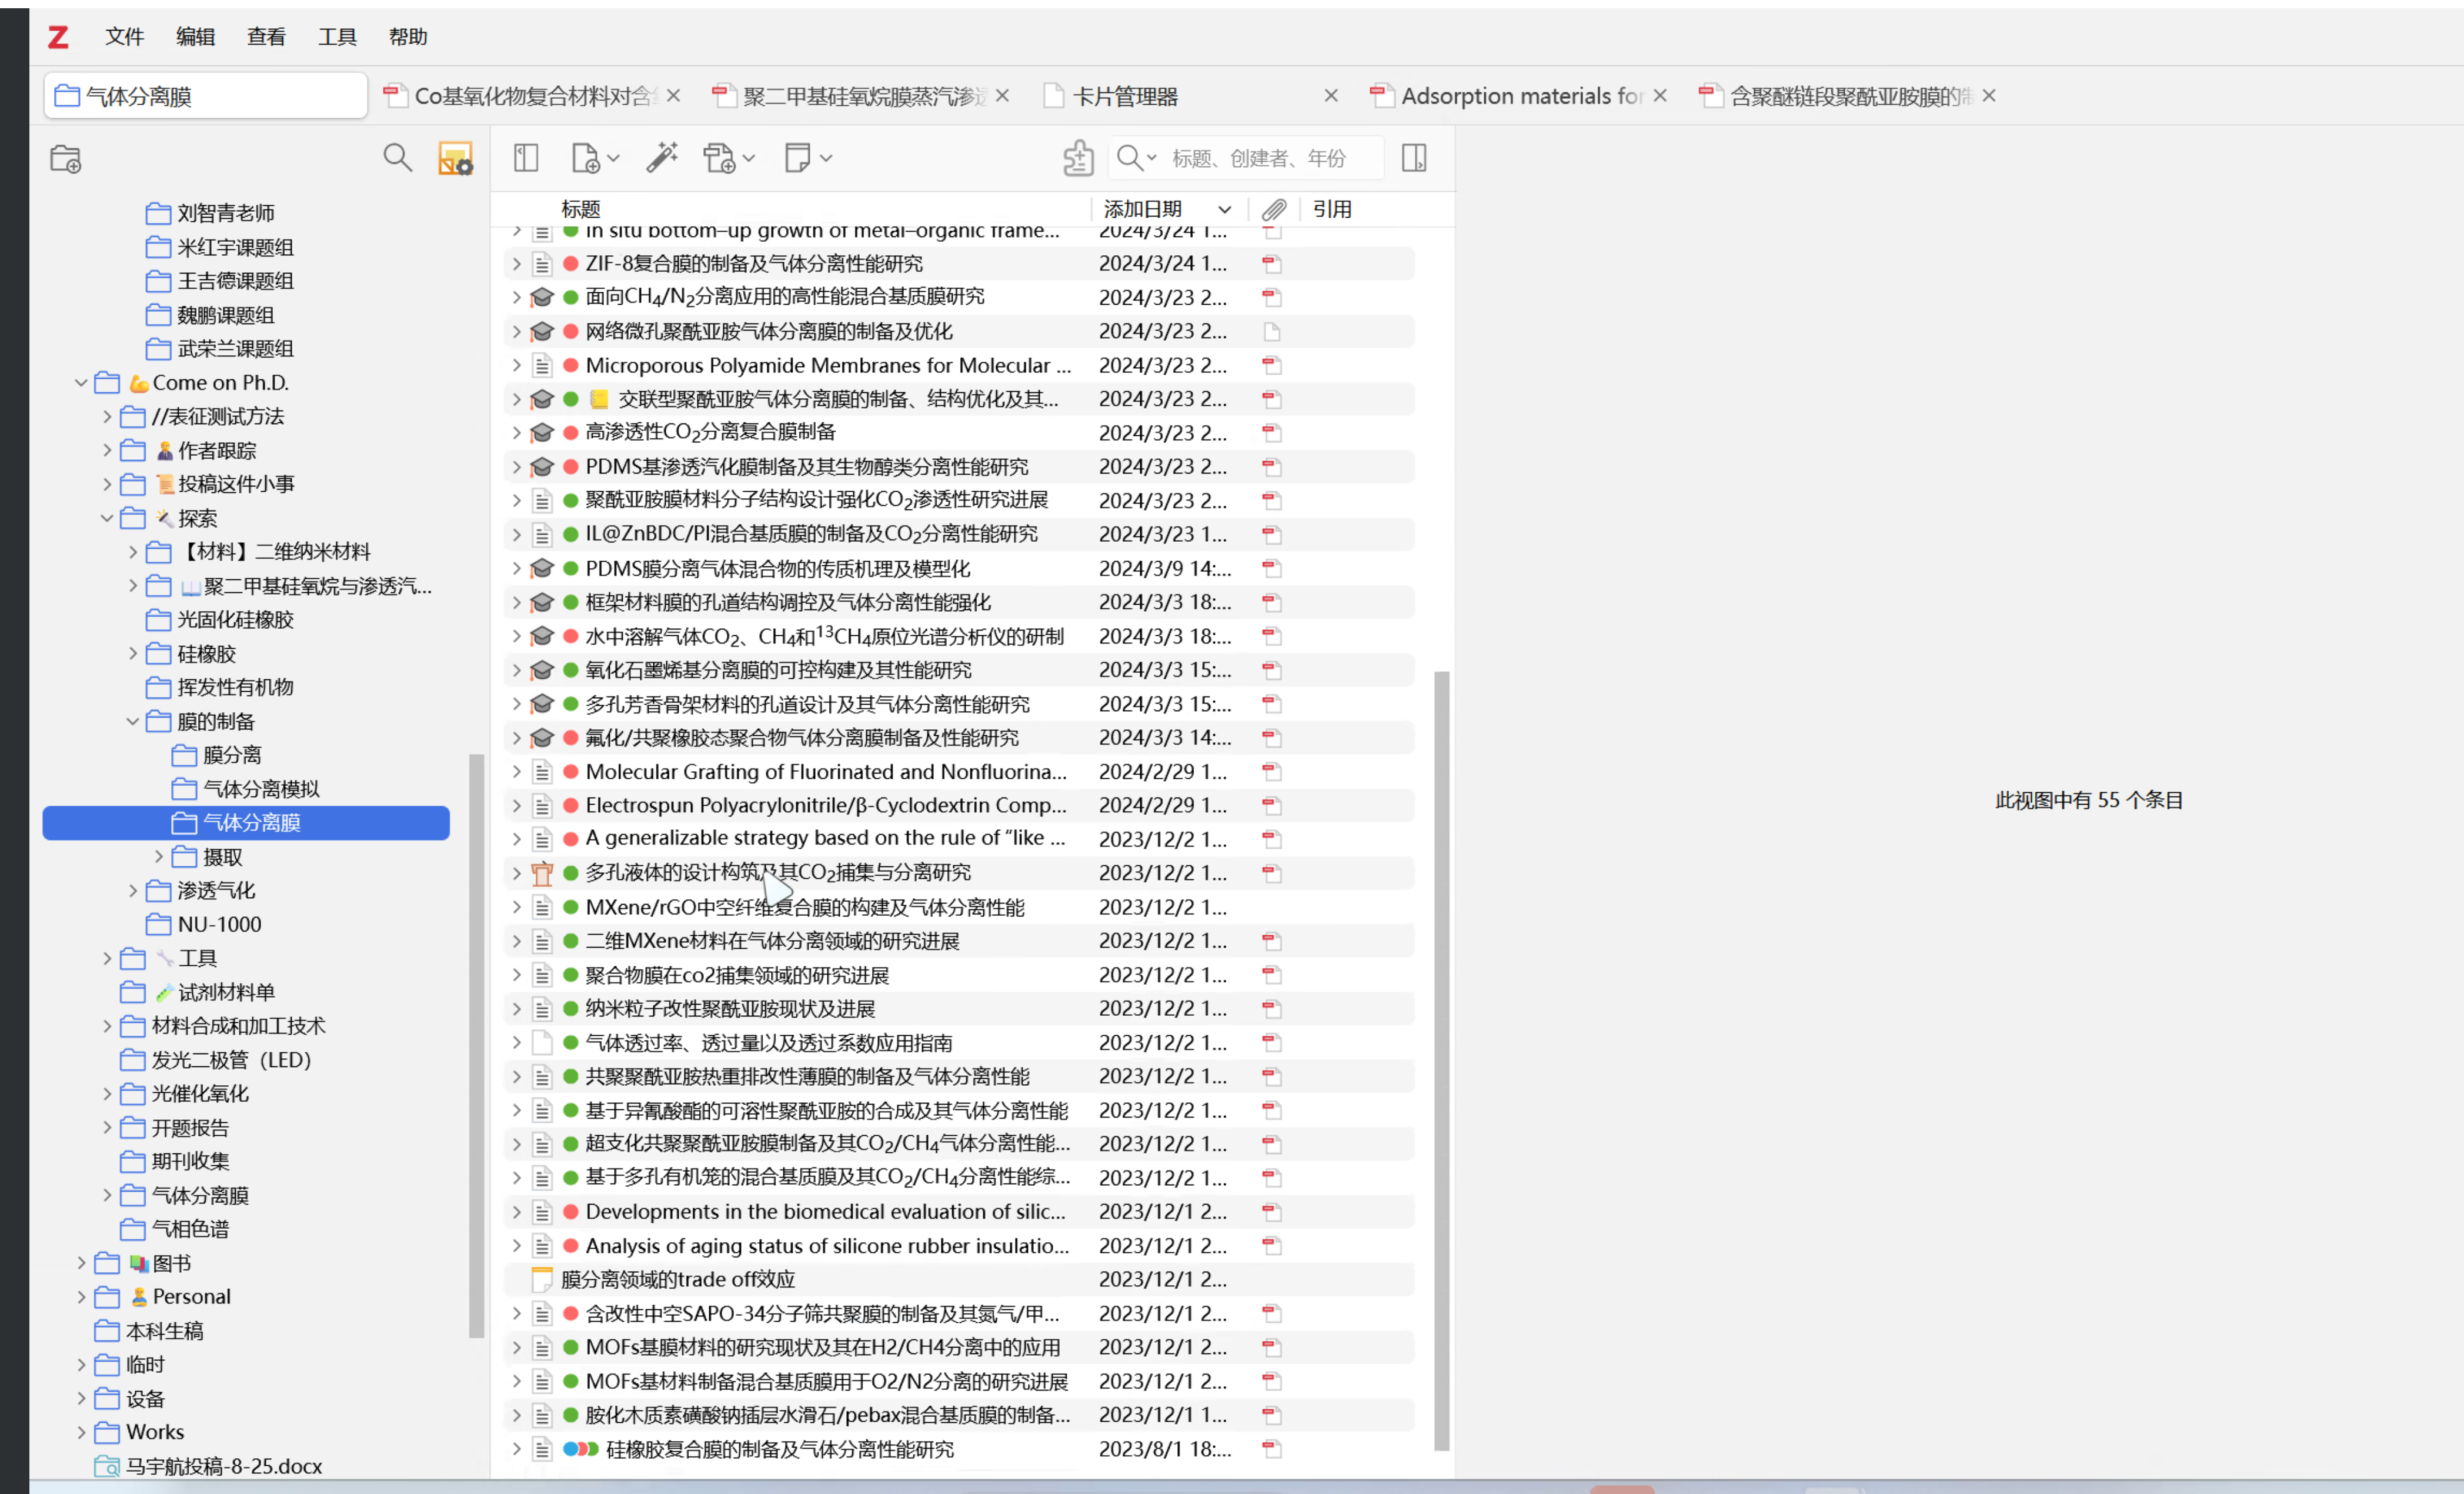 Z 文件 编辑 查看 工具 帮助
气体分离膜 Co基氧化物复合材料对含 聚二甲基硅氧烷膜蒸汽渗透 卡片管理器 Adsorption materials for 含聚醚链段聚酰亚胺膜的
标题、创建者、年份
标题 添加日期 引用
刘智青老师
米红宇课题组
王吉德课题组
魏鹏课题组
武荣兰课题组
Come on Ph.D.
//表征测试方法
作者跟踪
投稿这件小事
探索
【材料】二维纳米材料
聚二甲基硅氧烷与渗透汽...
光固化硅橡胶
硅橡胶
挥发性有机物
膜的制备
膜分离
气体分离模拟
气体分离膜
摄取
渗透气化
NU-1000
工具
试剂材料单
材料合成和加工技术
发光二极管（LED）
光催化氧化
开题报告
期刊收集
气体分离膜
气相色谱
图书
Personal
本科生稿
临时
设备
Works
马宇航投稿-8-25.docx
In situ bottom–up growth of metal–organic frame... 2024/3/24 1...
ZIF-8复合膜的制备及气体分离性能研究 2024/3/24 1...
面向CH₄/N₂分离应用的高性能混合基质膜研究 2024/3/23 2...
网络微孔聚酰亚胺气体分离膜的制备及优化 2024/3/23 2...
Microporous Polyamide Membranes for Molecular ... 2024/3/23 2...
交联型聚酰亚胺气体分离膜的制备、结构优化及其... 2024/3/23 2...
高渗透性CO₂分离复合膜制备 2024/3/23 2...
PDMS基渗透汽化膜制备及其生物醇类分离性能研究 2024/3/23 2...
聚酰亚胺膜材料分子结构设计强化CO₂渗透性研究进展 2024/3/23 2...
IL@ZnBDC/PI混合基质膜的制备及CO₂分离性能研究 2024/3/23 1...
PDMS膜分离气体混合物的传质机理及模型化 2024/3/9 14:...
框架材料膜的孔道结构调控及气体分离性能强化 2024/3/3 18:...
水中溶解气体CO₂、CH₄和¹³CH₄原位光谱分析仪的研制 2024/3/3 18:...
氧化石墨烯基分离膜的可控构建及其性能研究 2024/3/3 15:...
多孔芳香骨架材料的孔道设计及其气体分离性能研究 2024/3/3 15:...
氟化/共聚橡胶态聚合物气体分离膜制备及性能研究 2024/3/3 14:...
Molecular Grafting of Fluorinated and Nonfluorina... 2024/2/29 1...
Electrospun Polyacrylonitrile/β-Cyclodextrin Comp... 2024/2/29 1...
A generalizable strategy based on the rule of “like ... 2023/12/2 1...
多孔液体的设计构筑及其CO₂捕集与分离研究 2023/12/2 1...
MXene/rGO中空纤维复合膜的构建及气体分离性能 2023/12/2 1...
二维MXene材料在气体分离领域的研究进展 2023/12/2 1...
聚合物膜在co2捕集领域的研究进展 2023/12/2 1...
纳米粒子改性聚酰亚胺现状及进展 2023/12/2 1...
气体透过率、透过量以及透过系数应用指南 2023/12/2 1...
共聚聚酰亚胺热重排改性薄膜的制备及气体分离性能 2023/12/2 1...
基于异氰酸酯的可溶性聚酰亚胺的合成及其气体分离性能 2023/12/2 1...
超支化共聚聚酰亚胺膜制备及其CO₂/CH₄气体分离性能... 2023/12/2 1...
基于多孔有机笼的混合基质膜及其CO₂/CH₄分离性能综... 2023/12/2 1...
Developments in the biomedical evaluation of silic... 2023/12/1 2...
Analysis of aging status of silicone rubber insulatio... 2023/12/1 2...
膜分离领域的trade off效应 2023/12/1 2...
含改性中空SAPO-34分子筛共聚膜的制备及其氮气/甲... 2023/12/1 2...
MOFs基膜材料的研究现状及其在H2/CH4分离中的应用 2023/12/1 2...
MOFs基材料制备混合基质膜用于O2/N2分离的研究进展 2023/12/1 2...
胺化木质素磺酸钠插层水滑石/pebax混合基质膜的制备... 2023/12/1 1...
硅橡胶复合膜的制备及气体分离性能研究 2023/8/1 18:...
此视图中有 55 个条目